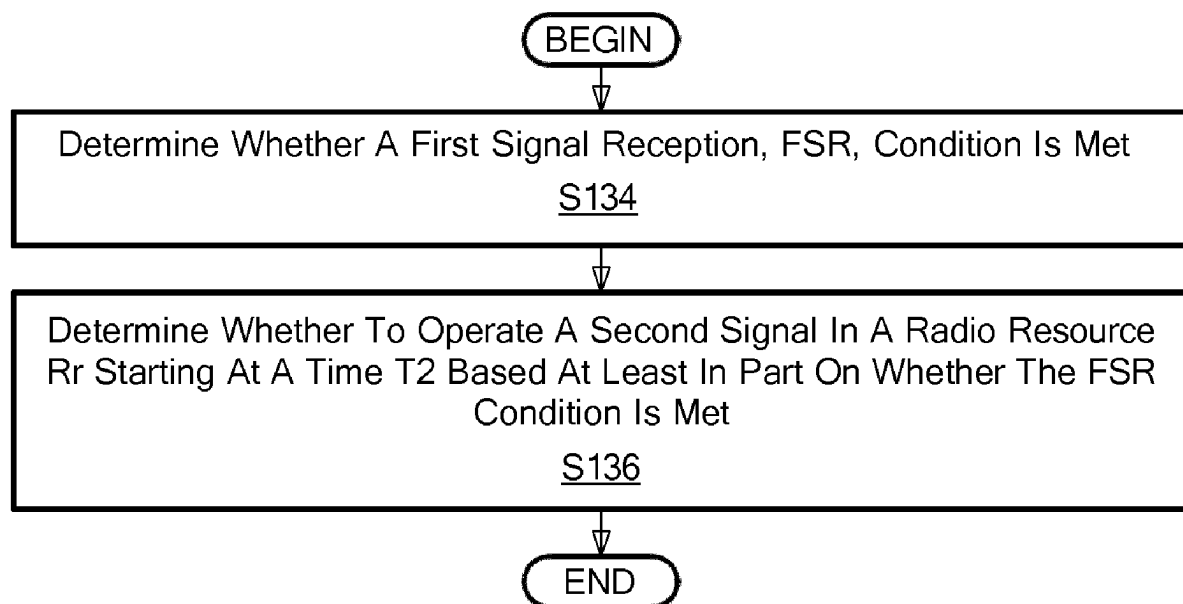 BEGIN
Determine Whether A First Signal Reception, FSR, Condition Is Met
S134
Determine Whether To Operate A Second Signal In A Radio Resource
Rr Starting At A Time T2 Based At Least In Part On Whether The FSR
Condition Is Met
S136
END